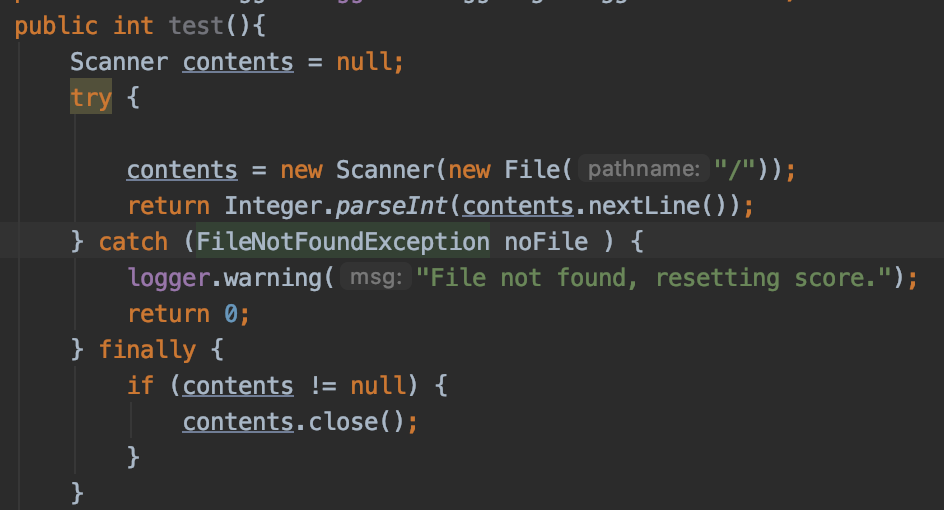 public int test(){
Scanner contents = null;
try {
contents = new Scanner(new File( pathname: "/"));
return Integer.parseInt(contents.nextLine());
} catch (FileNotFoundException noFile ) {
logger.warning( msg: "File not found, resetting score.");
return 0;
} finally {
if (contents != null) {
contents.close();
}
}